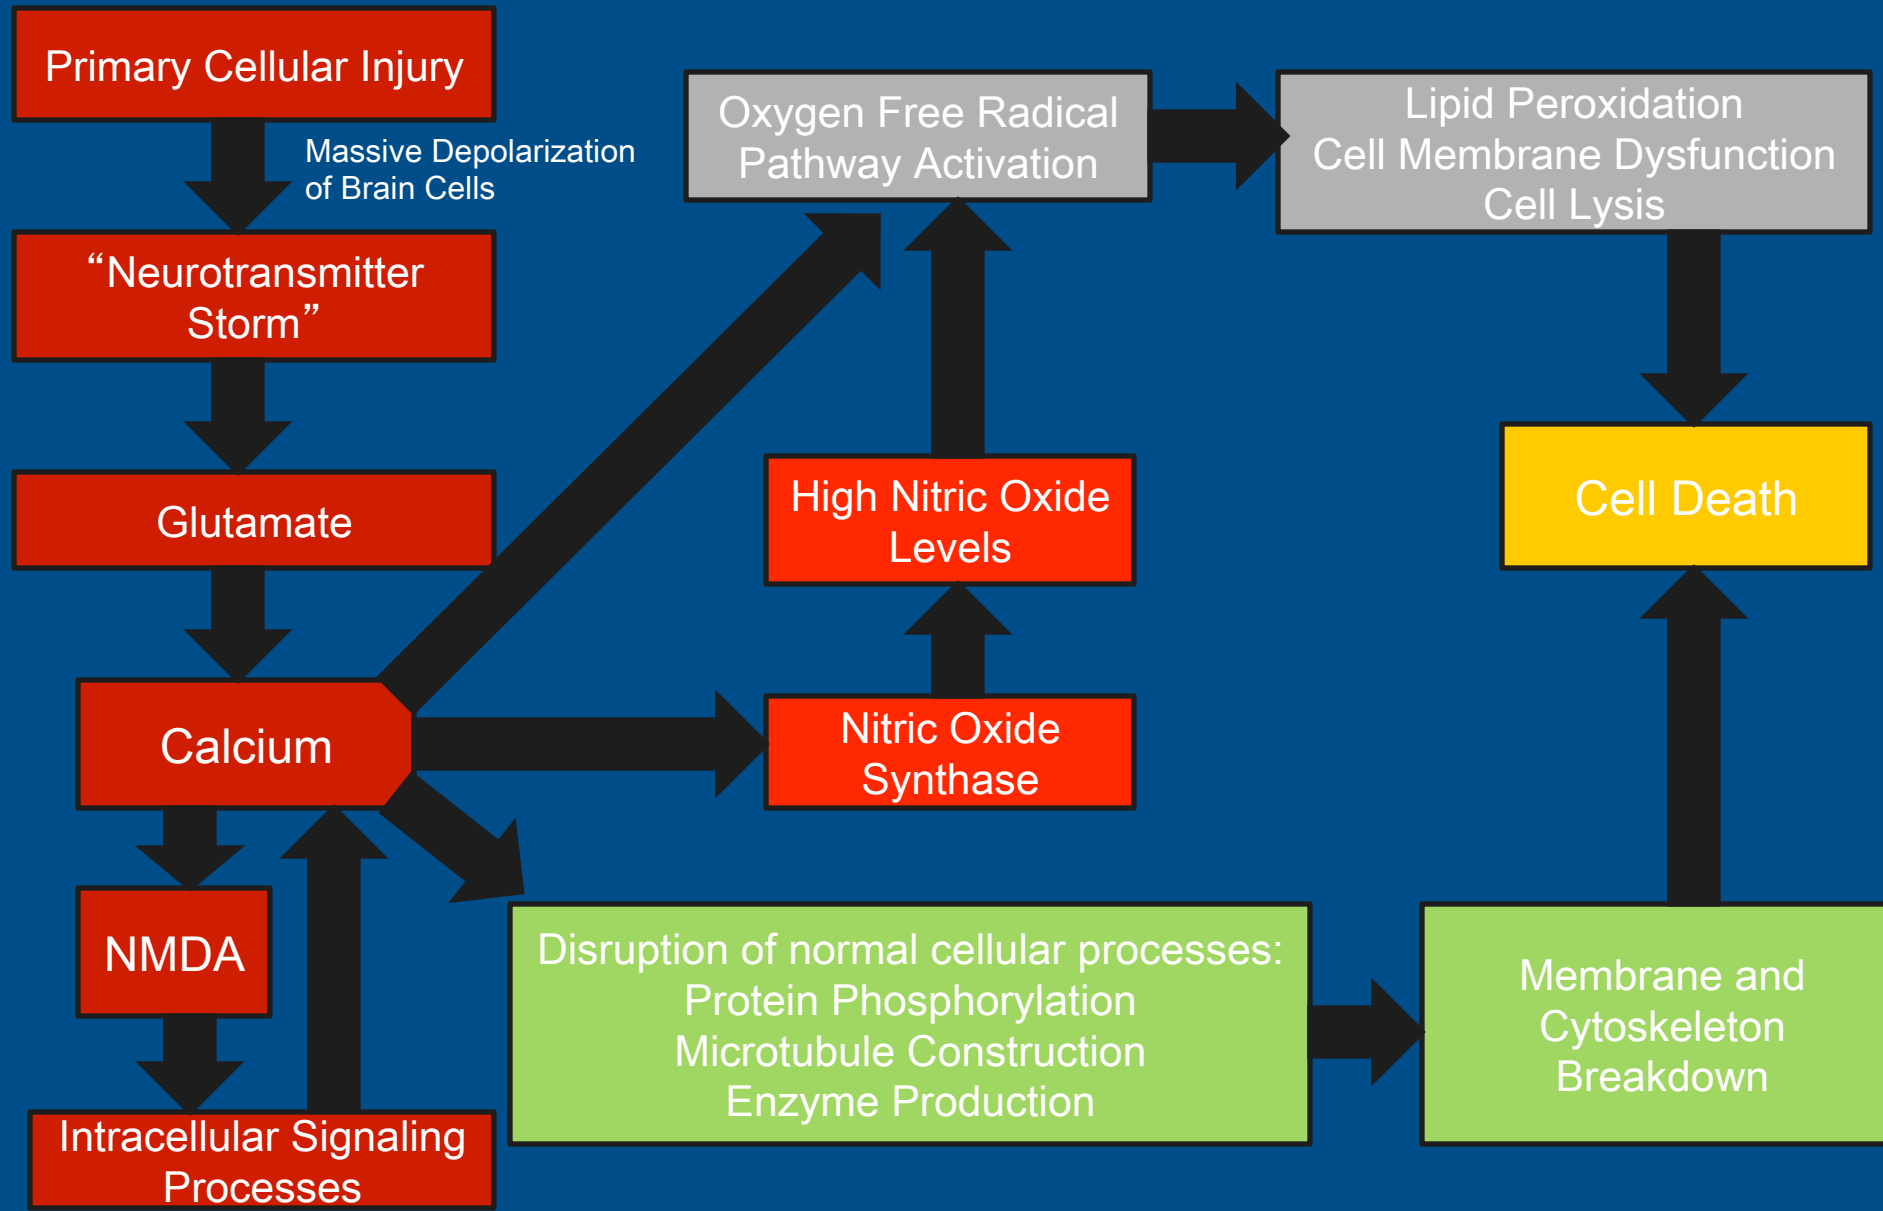 Primary Cellular Injury
Massive Depolarization
of Brain Cells
“Neurotransmitter
Storm”
Glutamate
Calcium
NMDA
Intracellular Signaling
Processes
Oxygen Free Radical
Pathway Activation
High Nitric Oxide
Levels
Nitric Oxide
Synthase
Lipid Peroxidation
Cell Membrane Dysfunction
Cell Lysis
Cell Death
Disruption of normal cellular processes:
Protein Phosphorylation
Microtubule Construction
Enzyme Production
Membrane and
Cytoskeleton
Breakdown